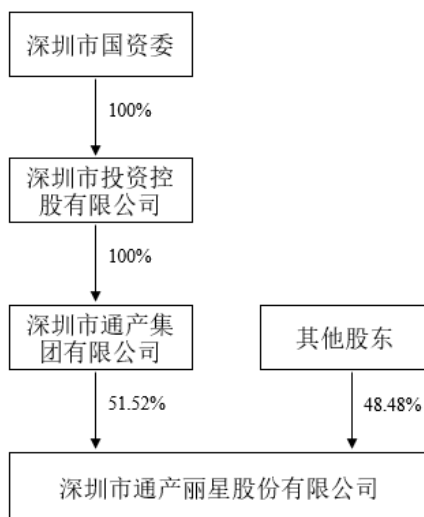 深圳市国资委
100%
深圳市投资控
股有限公司
100%
深圳市通产集
团有限公司
其他股东
51.52%
48.48%
深圳市通产丽星股份有限公司